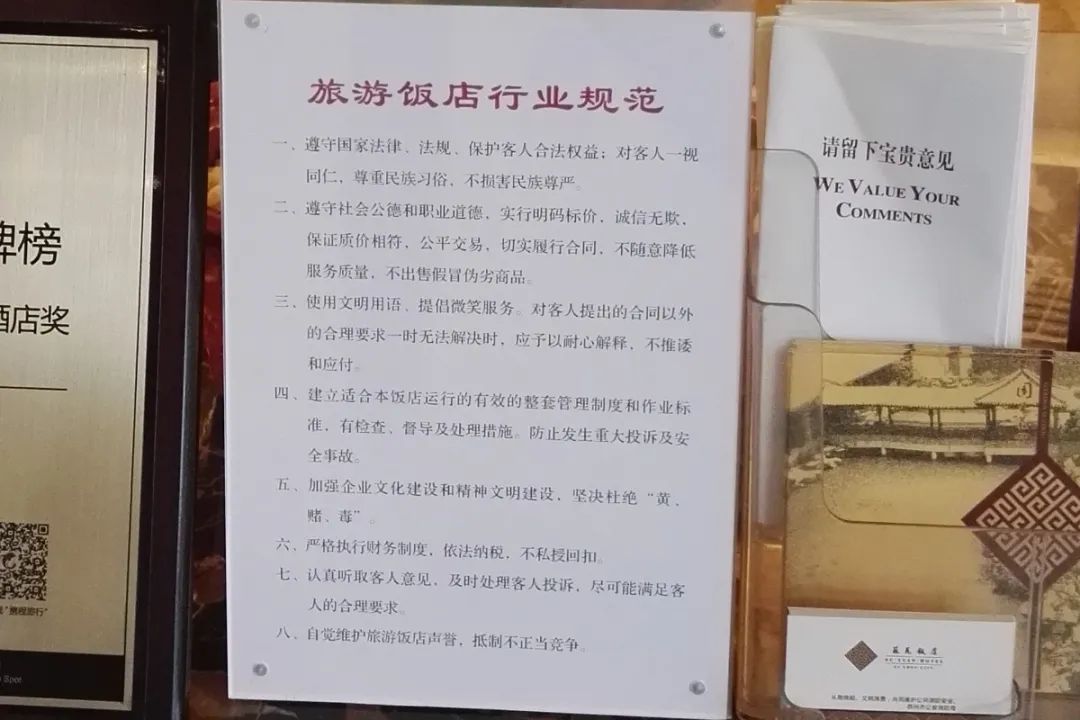 牌榜
酒店奖
"携程旅行"
Spot
旅游饭店行业规范
一、遵守国家法律、法规、保护客人合法权益；对客人一视
同仁，尊重民族习俗，不损害民族尊严。
二、遵守社会公德和职业道德，实行明码标价，诚信无欺，
保证质价相符，公平交易，切实履行合同，不随意降低
服务质量，不出售假冒伪劣商品。
三、使用文明用语、提倡微笑服务。对客人提出的合同以外
的合理要求一时无法解决时，应予以耐心解释，不推诿
和应付。
四、建立适合本饭店运行的有效的整套管理制度和作业标
准，有检查、督导及处理措施。防止发生重大投诉及安
全事故。
五、加强企业文化建设和精神文明建设，坚决杜绝“黄、
赌、毒”。
六、严格执行财务制度，依法纳税，不私授回扣。
七、认真听取客人意见，及时处理客人投诉，尽可能满足客
人的合理要求。
八、自觉维护旅游饭店声誉，抵制不正当竞争。
请留下宝贵意见
WE VALUE YOUR
COMMENTS
苏苑饭店
SU YUAN HOTEL